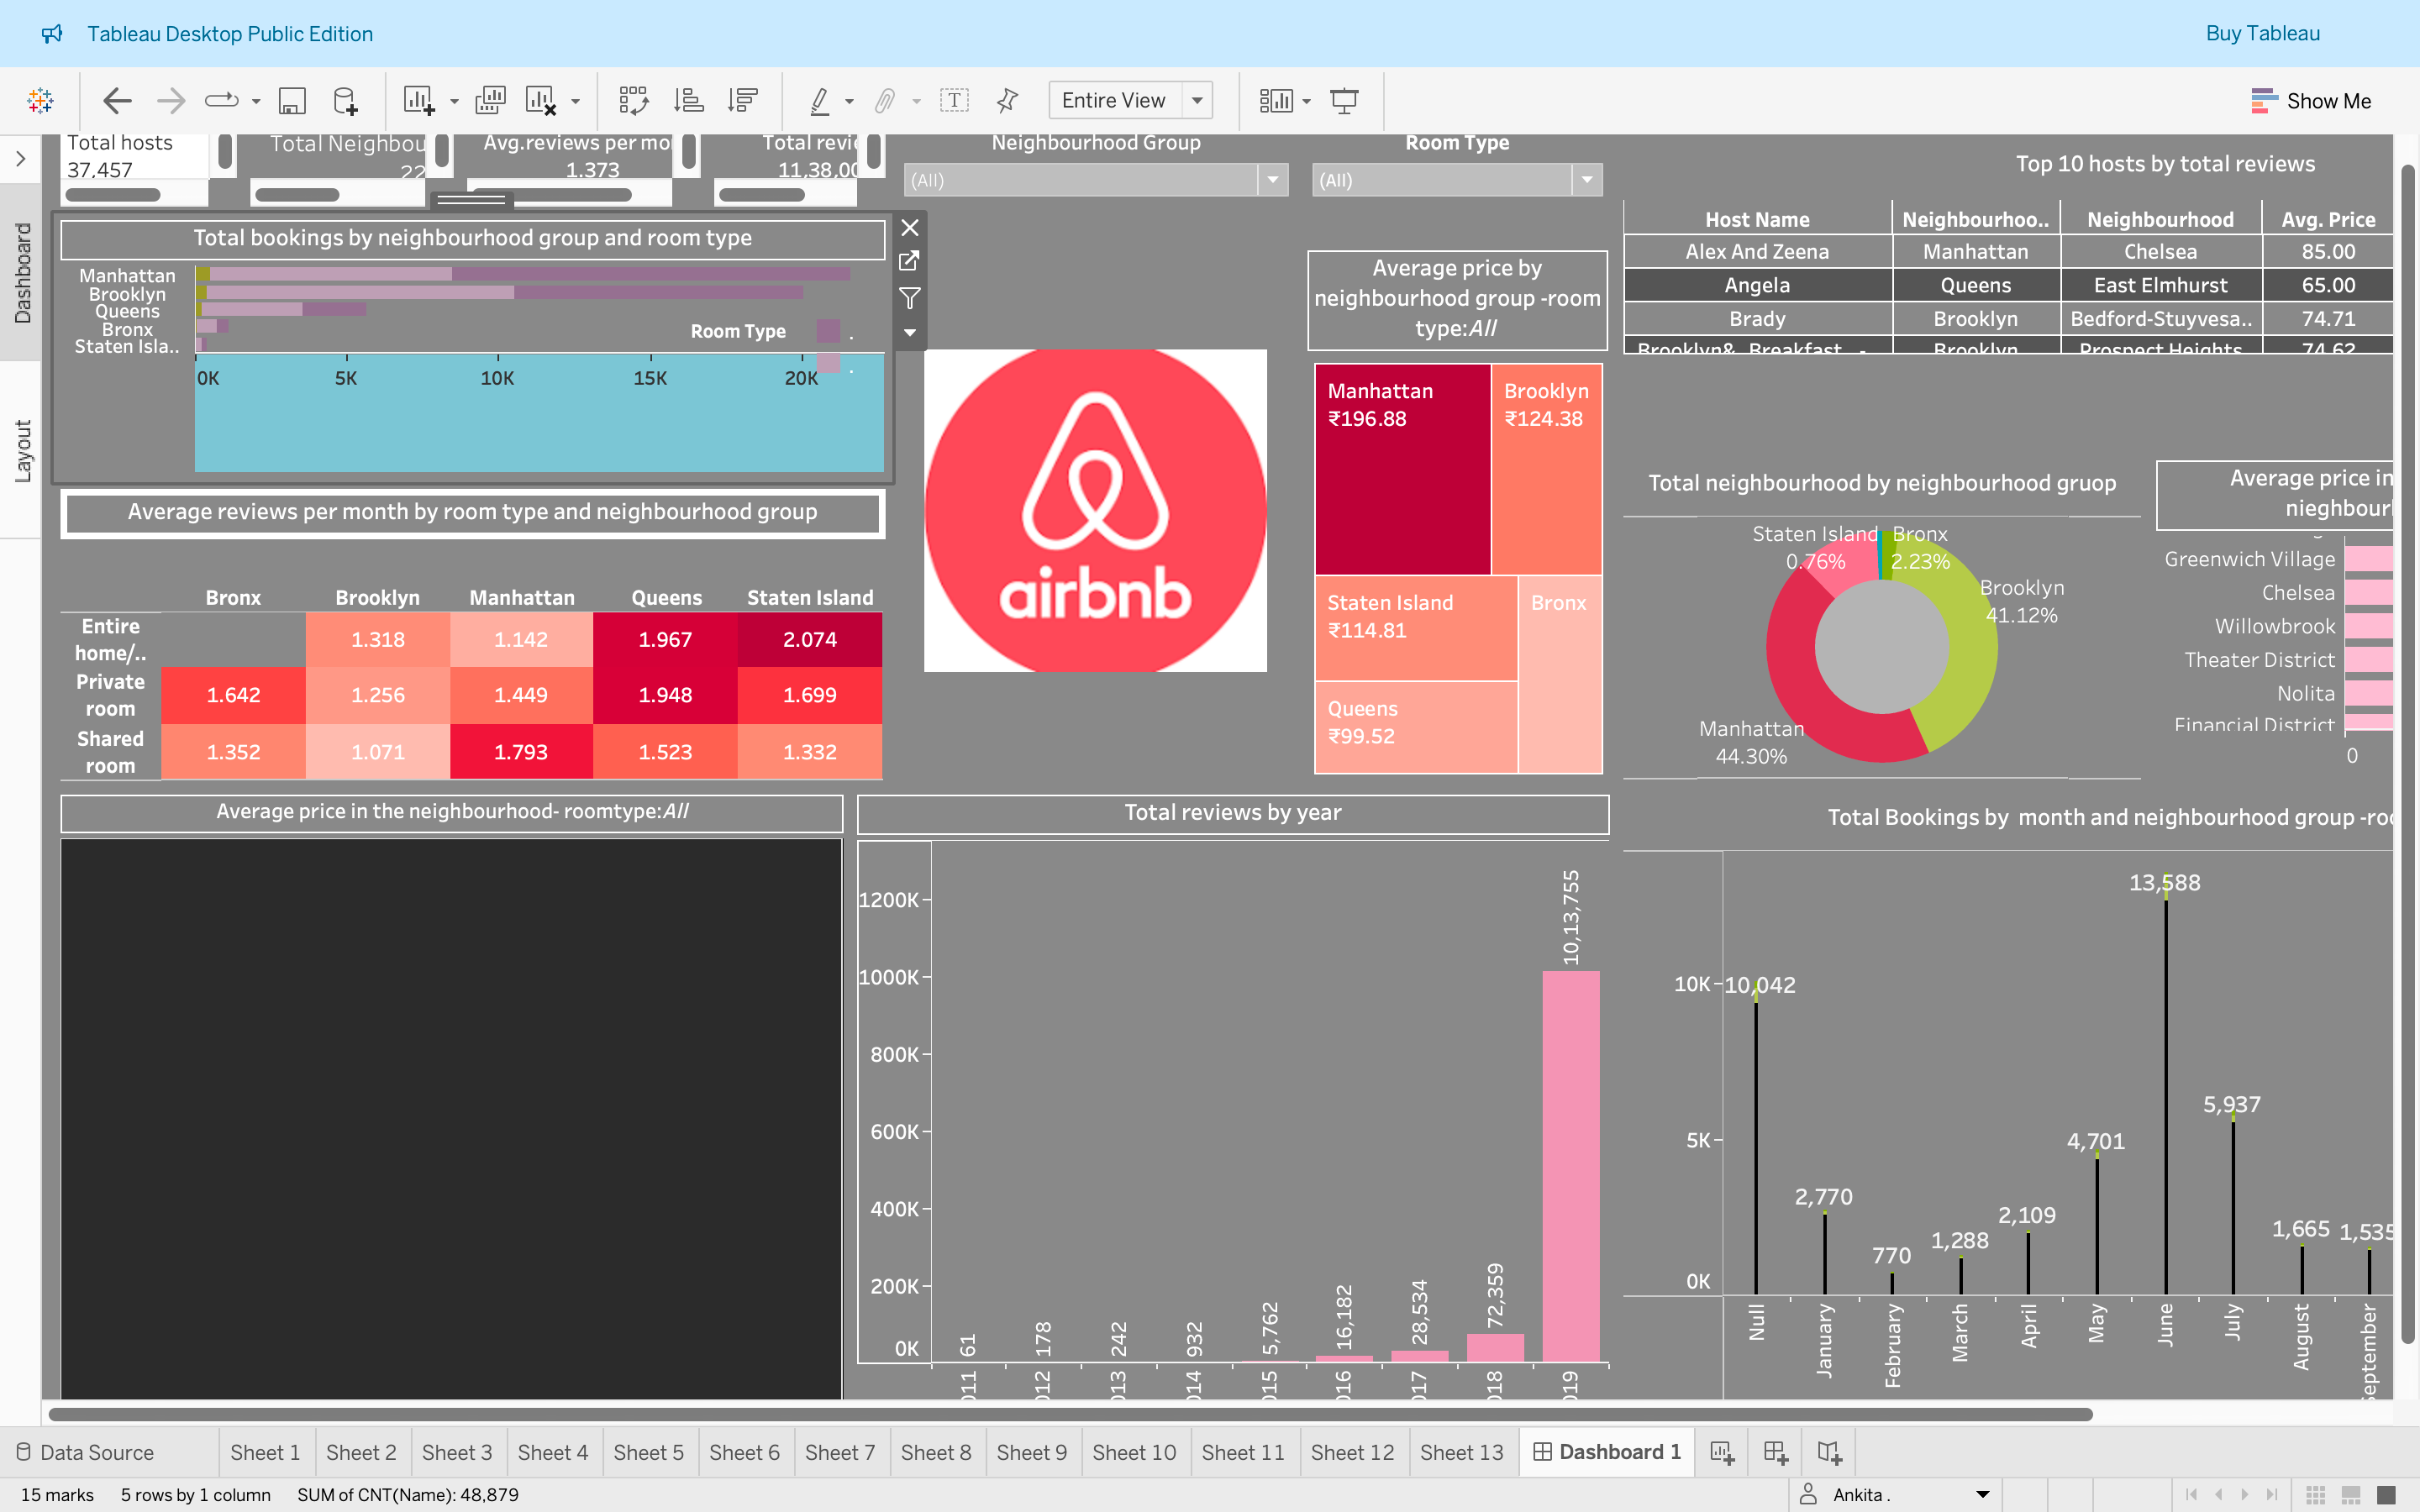 Tableau Desktop Public Edition
Buy Tableau
Entire View
Show Me
Dashboard
Layout
Total hosts
37,457
Total Neighbou
22
Avg.reviews per mo
1.373
Total revi
11,38,00
Neighbourhood Group
(All)
Room Type
(All)
Top 10 hosts by total reviews
Host Name Neighbourhoo.. Neighbourhood Avg. Price
Alex And Zeena Manhattan Chelsea 85.00
Angela Queens East Elmhurst 65.00
Brady Brooklyn Bedford-Stuyvesa.. 74.71
Brooklyn& Breakfast -.- Brooklyn Prospect Heights 74.62
Total bookings by neighbourhood group and room type
Manhattan
Brooklyn
Queens
Bronx
Staten Isla..
0K 5K 10K 15K 20K
Room Type
.
.
Average reviews per month by room type and neighbourhood group
Bronx Brooklyn Manhattan Queens Staten Island
Entire
home/..
1.318 1.142 1.967 2.074
Private
room
1.642 1.256 1.449 1.948 1.699
Shared
room
1.352 1.071 1.793 1.523 1.332
airbnb
Average price by
neighbourhood group -room
type:All
Manhattan
₹196.88
Brooklyn
₹124.38
Staten Island
₹114.81
Bronx
Queens
₹99.52
Total neighbourhood by neighbourhood gruop
Staten Island
0.76%
Bronx
2.23%
Brooklyn
41.12%
Manhattan
44.30%
Average price in
nieghbourh
Greenwich Village
Chelsea
Willowbrook
Theater District
Nolita
Financial District
0
Average price in the neighbourhood- roomtype:All
Total reviews by year
1200K
1000K
800K
600K
400K
200K
0K
61
178
242
932
5,762
16,182
28,534
72,359
10,13,755
011
012
013
014
015
016
017
018
019
Total Bookings by month and neighbourhood group -roo
10K
5K
0K
10,042
2,770
770
1,288
2,109
4,701
13,588
5,937
1,665
1,535
Null
January
February
March
April
May
June
July
August
September
Data Source
Sheet 1
Sheet 2
Sheet 3
Sheet 4
Sheet 5
Sheet 6
Sheet 7
Sheet 8
Sheet 9
Sheet 10
Sheet 11
Sheet 12
Sheet 13
Dashboard 1
15 marks 5 rows by 1 column SUM of CNT(Name): 48,879
Ankita .